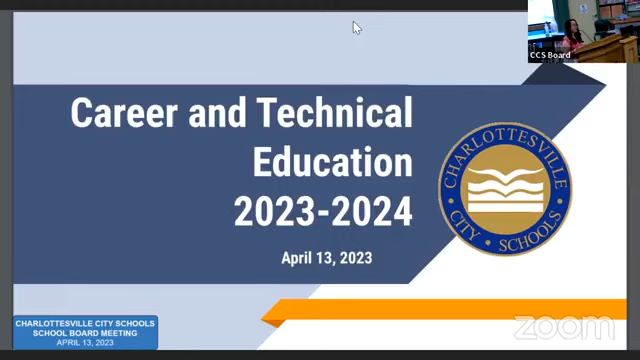 CCS Board
Career and Technical
Education
2023-2024
April 13, 2023
CHARLOTTESVILLE
CITY SCHOOLS
CHARLOTTESVILLE CITY SCHOOLS
SCHOOL BOARD MEETING
APRIL 13, 2023
zoom